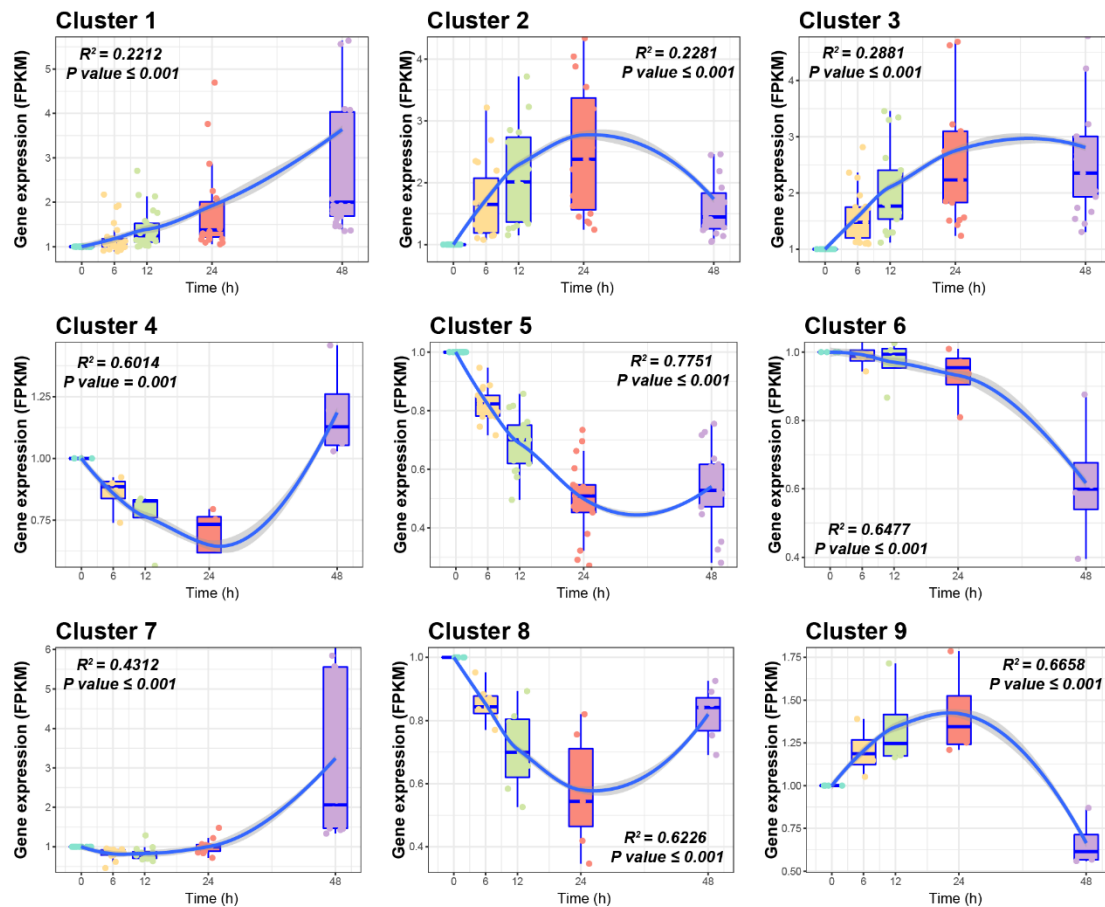 Cluster 1
Gene expression (FPKM)
R² = 0.2212
P value ≤ 0.001
5
4
3
2
1
0 6 12 24 48
Time (h)
Cluster 2
Gene expression (FPKM)
R² = 0.2281
P value ≤ 0.001
4
3
2
1
0 6 12 24 48
Time (h)
Cluster 3
Gene expression (FPKM)
R² = 0.2881
P value ≤ 0.001
4
3
2
1
0 6 12 24 48
Time (h)
Cluster 4
Gene expression (FPKM)
R² = 0.6014
P value = 0.001
1.25
1.00
0.75
0 6 12 24 48
Time (h)
Cluster 5
Gene expression (FPKM)
R² = 0.7751
P value ≤ 0.001
1.0
0.8
0.6
0.4
0 6 12 24 48
Time (h)
Cluster 6
Gene expression (FPKM)
1.0
0.8
0.6
0.4
R² = 0.6477
P value ≤ 0.001
0 6 12 24 48
Time (h)
Cluster 7
Gene expression (FPKM)
R² = 0.4312
P value ≤ 0.001
6
5
4
3
2
1
0 6 12 24 48
Time (h)
Cluster 8
Gene expression (FPKM)
1.0
0.8
0.6
0.4
R² = 0.6226
P value ≤ 0.001
0 6 12 24 48
Time (h)
Cluster 9
Gene expression (FPKM)
R² = 0.6658
P value ≤ 0.001
1.75
1.50
1.25
1.00
0.75
0.50
0 6 12 24 48
Time (h)